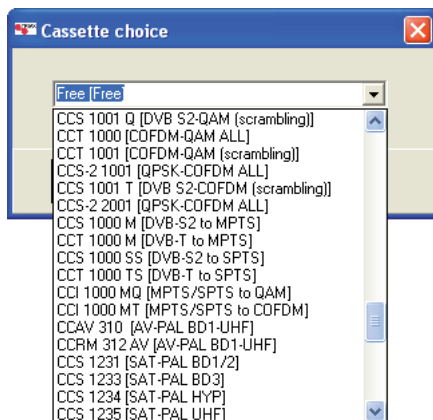 Cassette choice
Free [Free]
CCS 1001 Q [DVB S2-QAM (scrambling)]
CCT 1000 [COFDM-QAM ALL]
CCT 1001 [COFDM-QAM (scrambling)]
CCS-2 1001 [QPSK-COFDM ALL]
CCS 1001 T [DVB S2-COFDM (scrambling)]
CCS-2 2001 [QPSK-COFDM ALL]
CCS 1000 M [DVB-S2 to MPTS]
CCT 1000 M [DVB-T to MPTS]
CCS 1000 SS [DVB-S2 to SPTS]
CCT 1000 TS [DVB-T to SPTS]
CCI 1000 MQ [MPTS/SPTS to QAM]
CCI 1000 MT [MPTS/SPTS to COFDM]
CCAV 310 [AV-PAL BD1-UHF]
CCRM 312 AV [AV-PAL BD1-UHF]
CCS 1231 [SAT-PAL BD1/2]
CCS 1233 [SAT-PAL BD3]
CCS 1234 [SAT-PAL HYP]
CCS 1235 [SAT-PAL UHF]